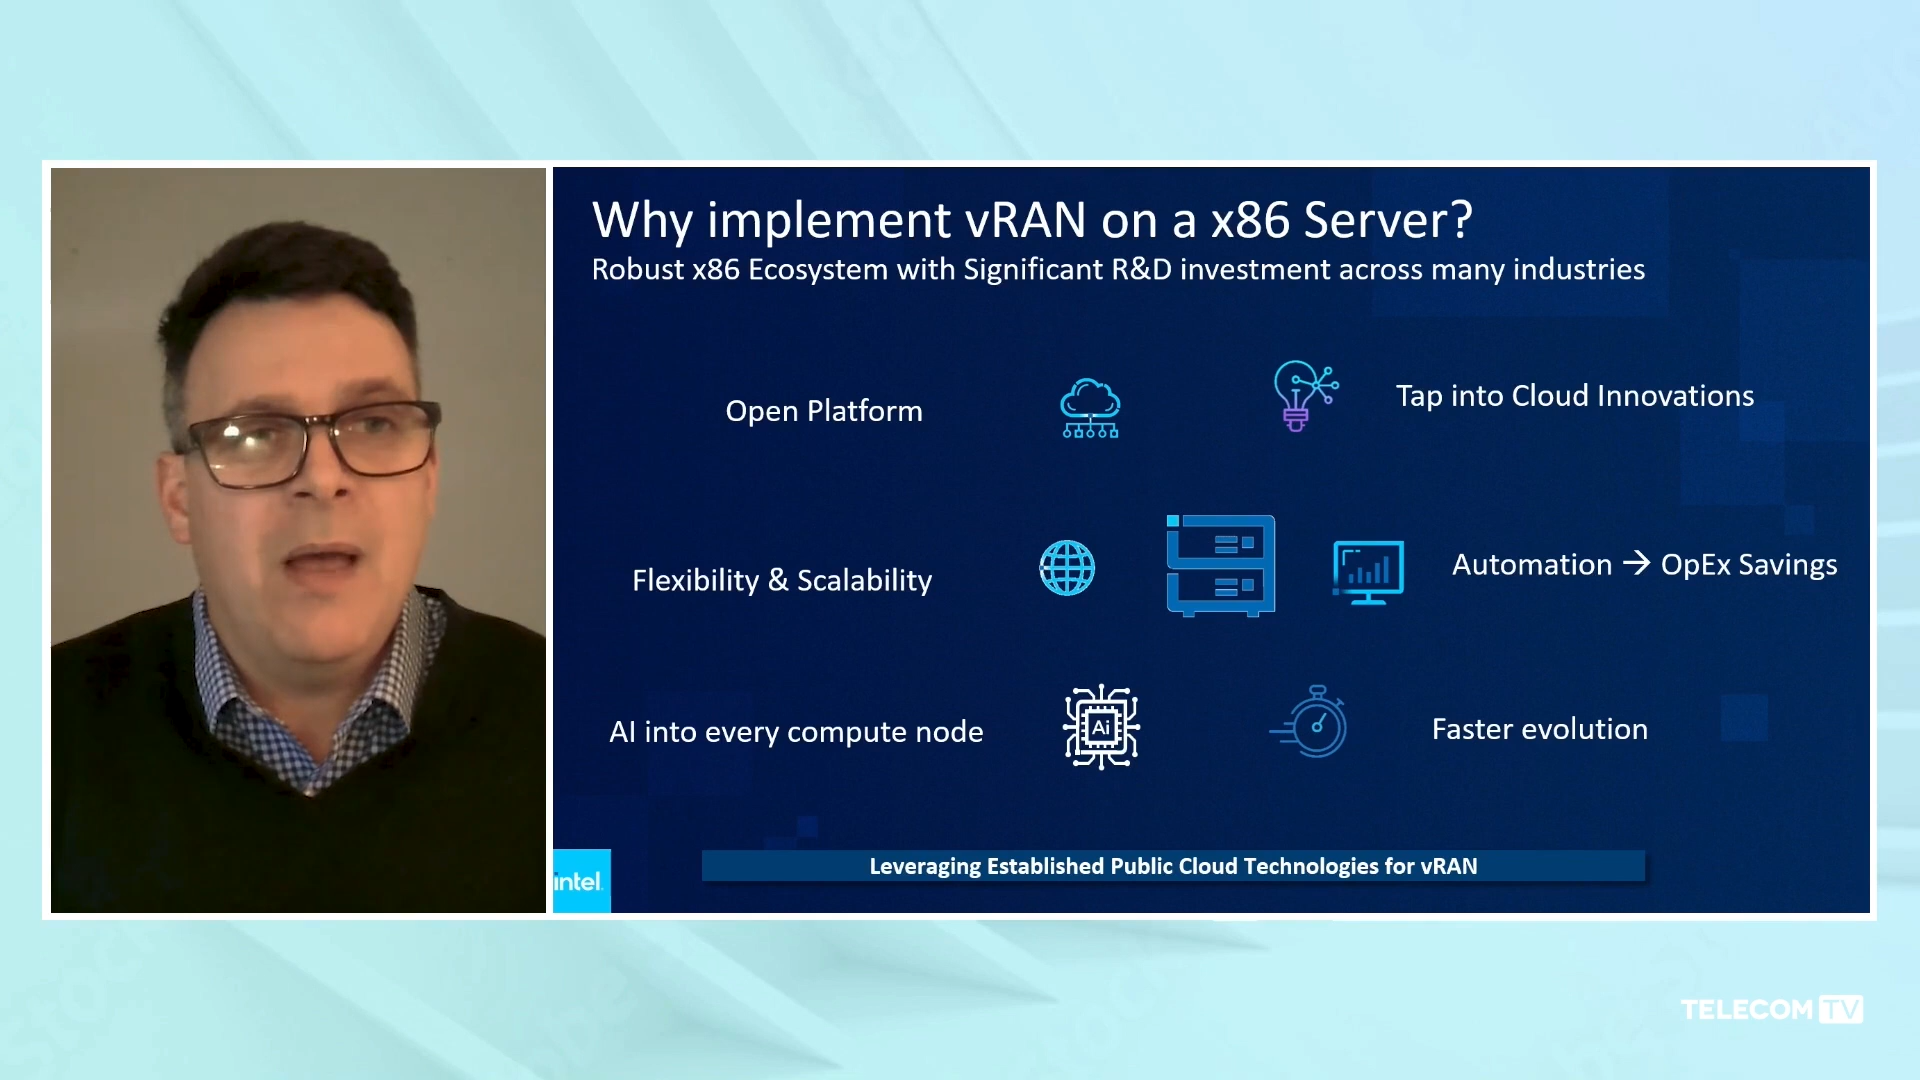 Why implement vRAN on a x86 Server?
Robust x86 Ecosystem with Significant R&D investment across many industries
Open Platform
Tap into Cloud Innovations
Flexibility & Scalability
Automation → OpEx Savings
AI into every compute node
Ai
Faster evolution
Leveraging Established Public Cloud Technologies for vRAN
intel.
TELECOM TV